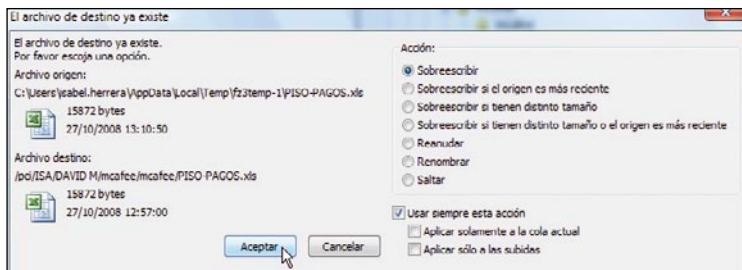 El archivo de destino ya existe
El archivo de destino ya existe.
Por favor escoja una opción.
Archivo origen:
C:\Users\isabel.herrera\AppData\Local\Temp\fz3temp-1\PISO-PAGOS.xls
15872 bytes
27/10/2008 13:10:50
Archivo destino:
/pci/ISA/DAVID M/mcafee/mcafee/PISO-PAGOS.xls
15872 bytes
27/10/2008 12:57:00
Acción:
Sobreescribir
Sobreescribir si el origen es más reciente
Sobreescribir si tienen distinto tamaño
Sobreescribir si tienen distinto tamaño o el origen es más reciente
Reanudar
Renombrar
Saltar
Usar siempre esta acción
Aplicar solamente a la cola actual
Aplicar sólo a las subidas
Aceptar
Cancelar